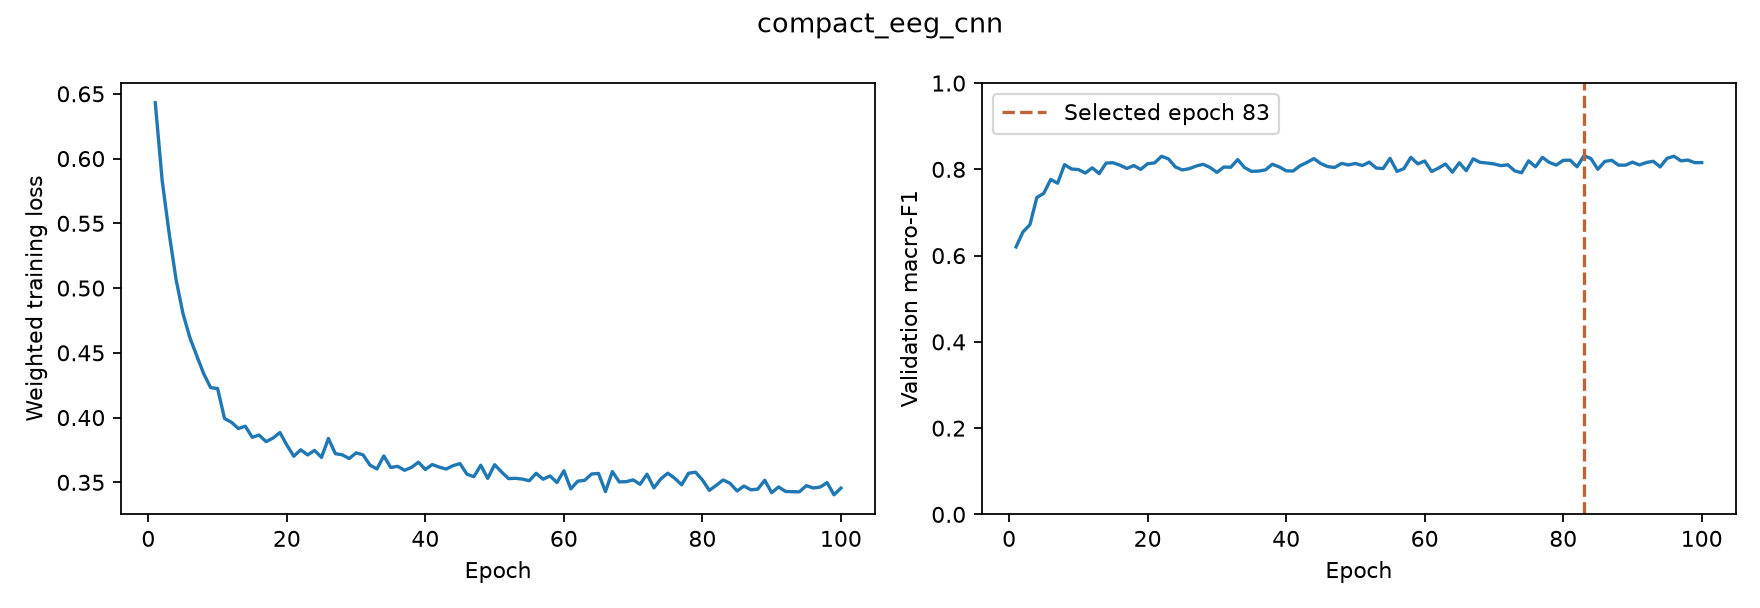 compact_eeg_cnn
Weighted training loss
0.65
0.60
0.55
0.50
0.45
0.40
0.35
0 20 40 60 80 100
Epoch
Validation macro-F1
1.0
0.8
0.6
0.4
0.2
0.0
Selected epoch 83
0 20 40 60 80 100
Epoch